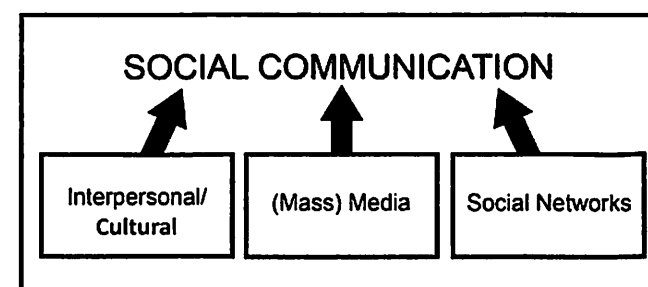 SOCIAL COMMUNICATION
Interpersonal/
Cultural
(Mass) Media
Social Networks